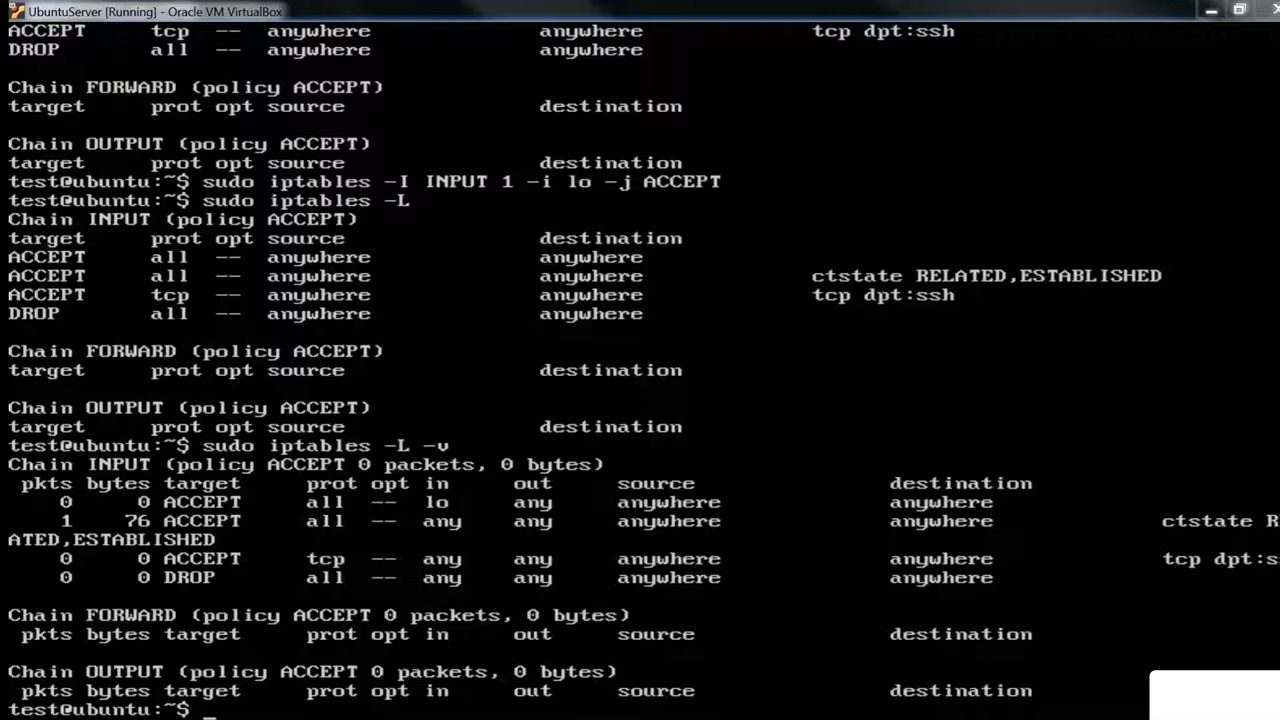 UbuntuServer [Running] - Oracle VM VirtualBox
ACCEPT tcp -- anywhere anywhere tcp dpt:ssh
DROP all -- anywhere anywhere
Chain FORWARD (policy ACCEPT)
target prot opt source destination
Chain OUTPUT (policy ACCEPT)
target prot opt source destination
test@ubuntu:~$ sudo iptables -I INPUT 1 -i lo -j ACCEPT
test@ubuntu:~$ sudo iptables -L
Chain INPUT (policy ACCEPT)
target prot opt source destination
ACCEPT all -- anywhere anywhere
ACCEPT all -- anywhere anywhere ctstate RELATED,ESTABLISHED
ACCEPT tcp -- anywhere anywhere tcp dpt:ssh
DROP all -- anywhere anywhere
Chain FORWARD (policy ACCEPT)
target prot opt source destination
Chain OUTPUT (policy ACCEPT)
target prot opt source destination
test@ubuntu:~$ sudo iptables -L -v
Chain INPUT (policy ACCEPT 0 packets, 0 bytes)
pkts bytes target prot opt in out source destination
0 0 ACCEPT all -- lo any anywhere anywhere
1 76 ACCEPT all -- any any anywhere anywhere ctstate R
ATED,ESTABLISHED
0 0 ACCEPT tcp -- any any anywhere anywhere tcp dpt:s
0 0 DROP all -- any any anywhere anywhere
Chain FORWARD (policy ACCEPT 0 packets, 0 bytes)
pkts bytes target prot opt in out source destination
Chain OUTPUT (policy ACCEPT 0 packets, 0 bytes)
pkts bytes target prot opt in out source destination
test@ubuntu:~$ _